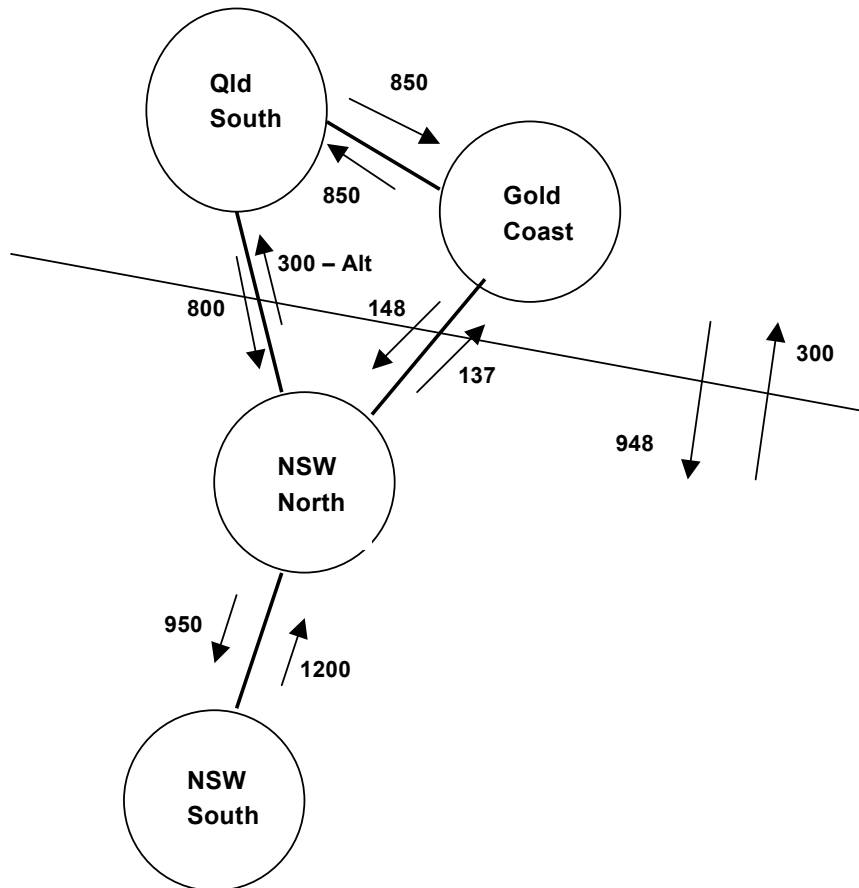 Qld
South
850
850
Gold
Coast
300 – Alt
800
148
137
300
948
NSW
North
950
1200
NSW
South